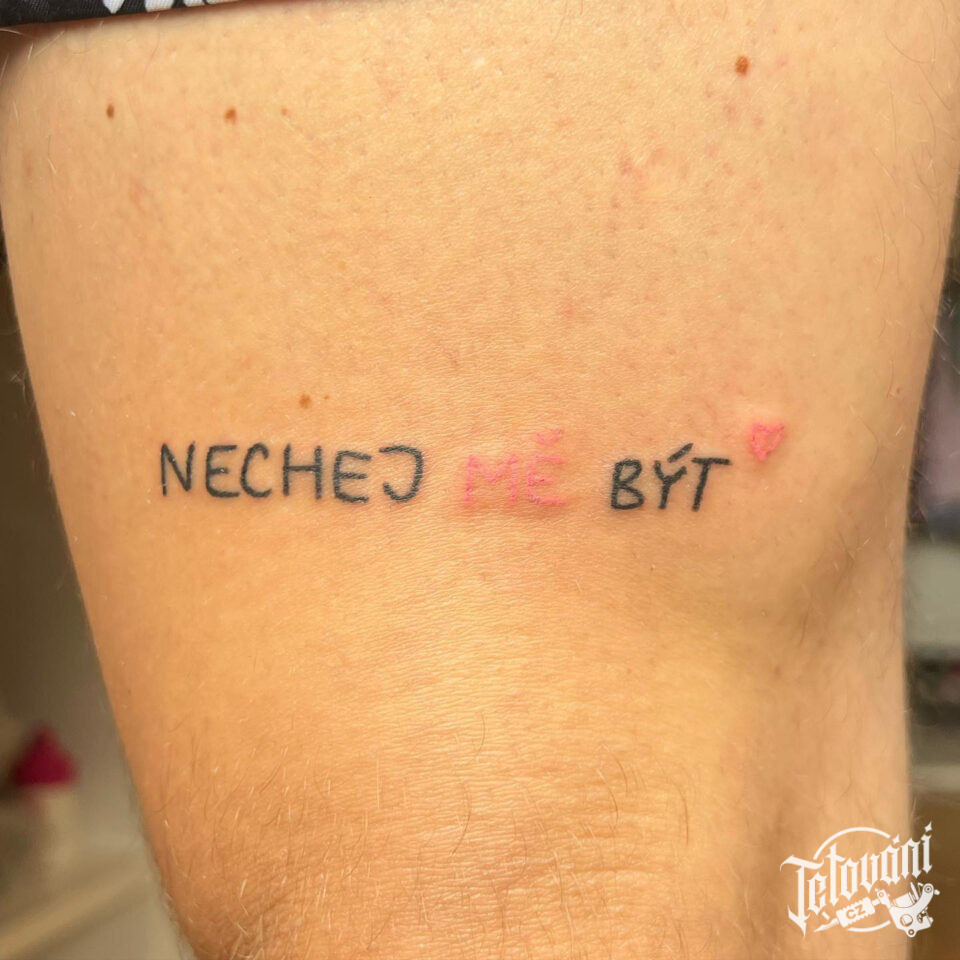 NECHEJ MĚ BÝT
Tetování
CZ